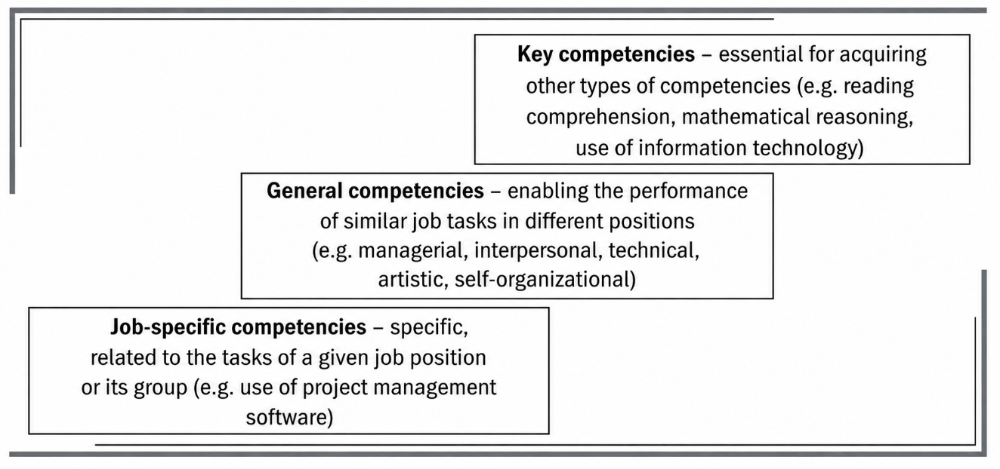 Key competencies – essential for acquiring
other types of competencies (e.g. reading
comprehension, mathematical reasoning,
use of information technology)
General competencies – enabling the performance
of similar job tasks in different positions
(e.g. managerial, interpersonal, technical,
artistic, self-organizational)
Job-specific competencies – specific,
related to the tasks of a given job position
or its group (e.g. use of project management
software)